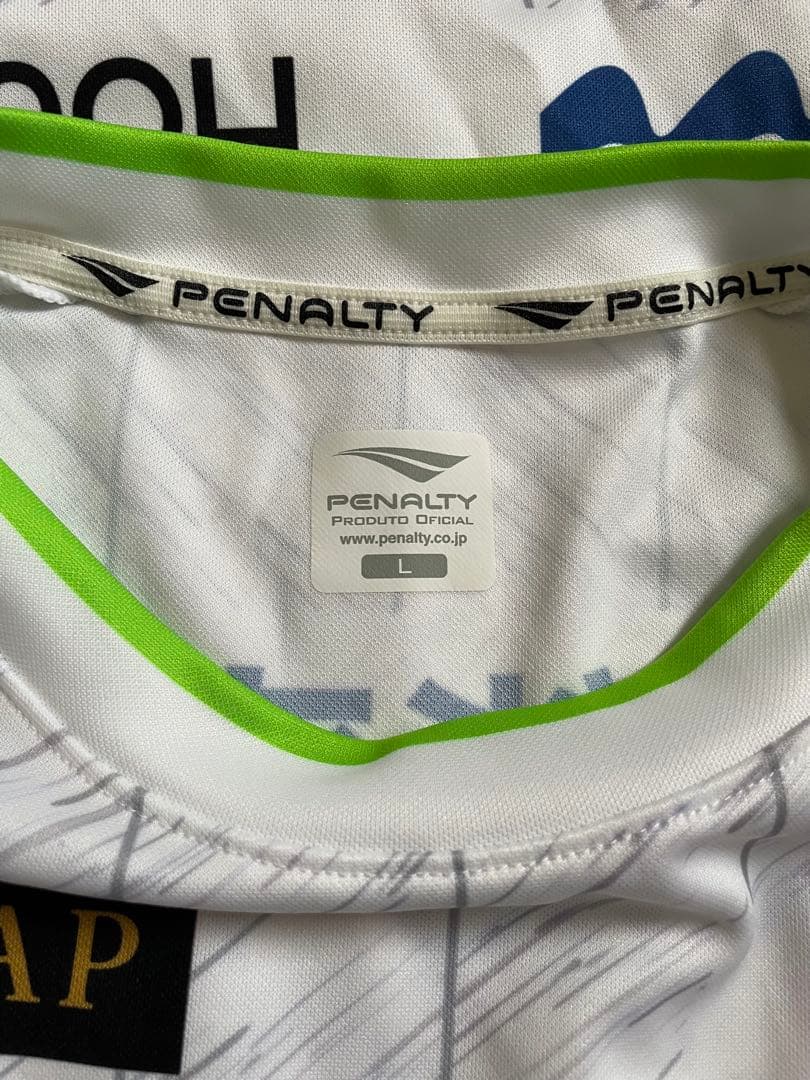 PENALTY PENALTY
PENALTY
PRODUTO OFICIAL
www.penalty.co.jp
L
AP